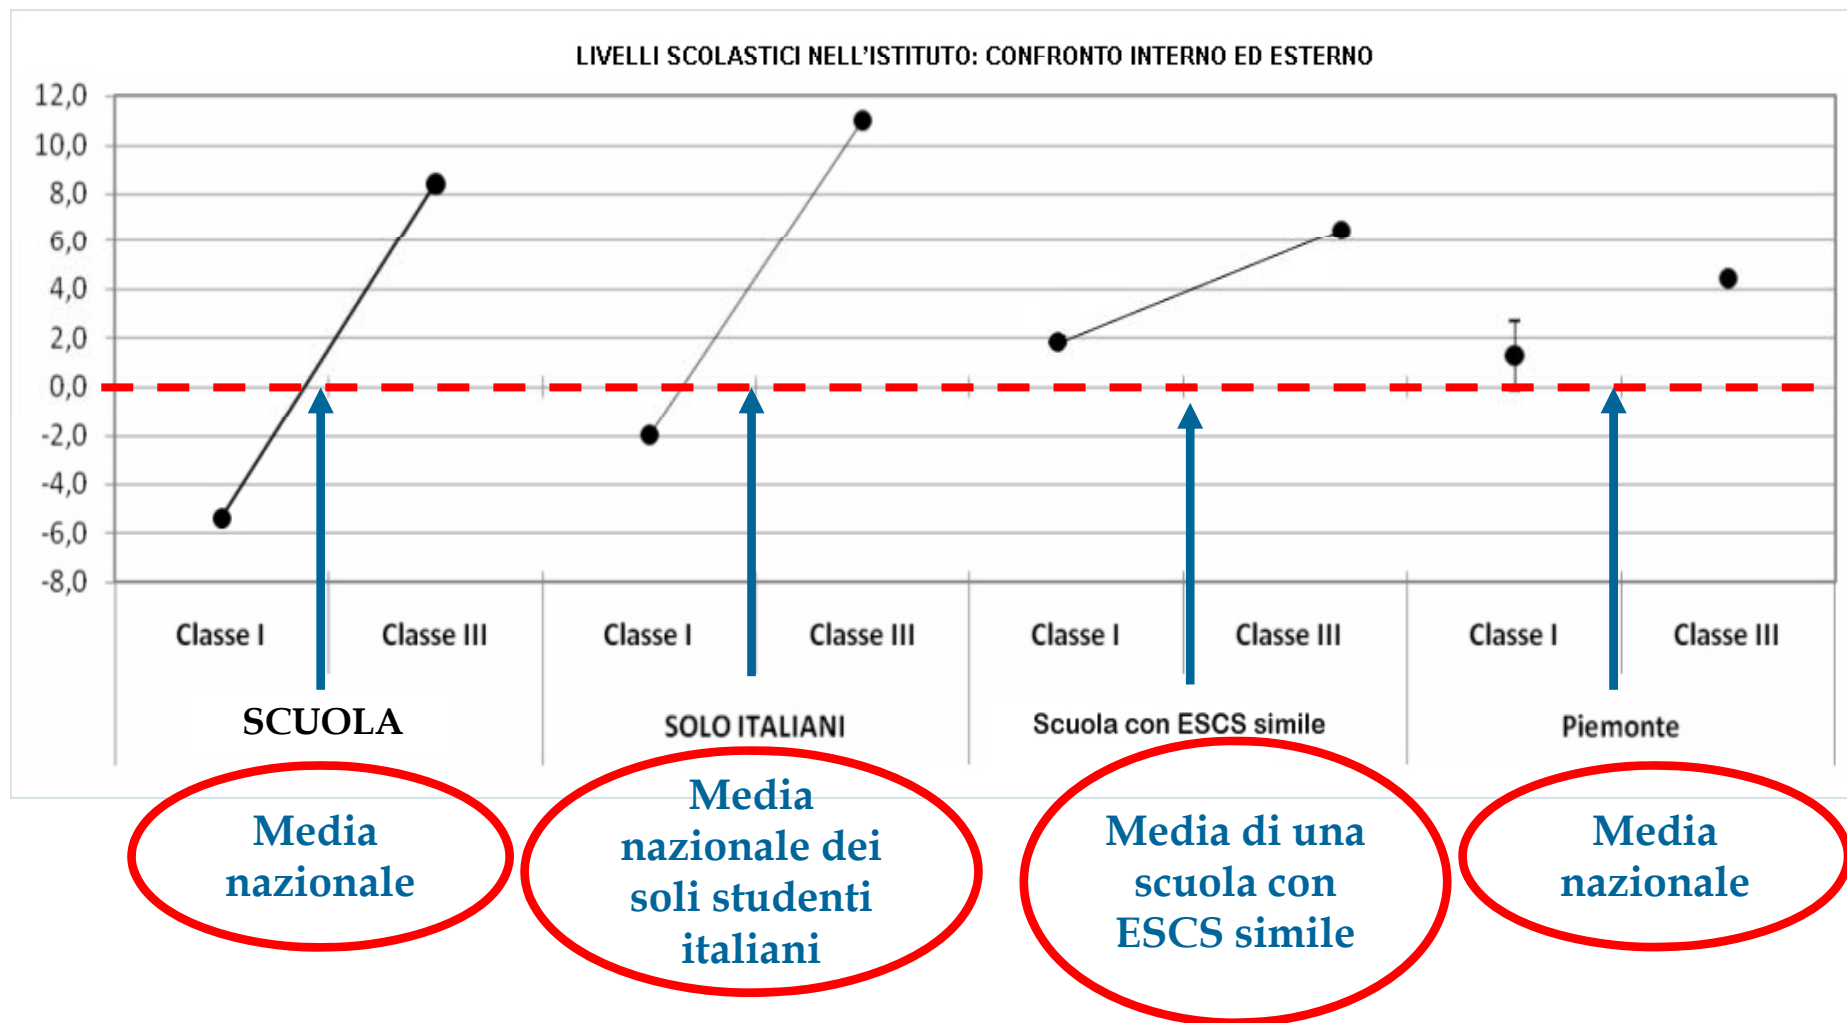 LIVELLI SCOLASTICI NELL'ISTITUTO: CONFRONTO INTERNO ED ESTERNO
12,0
10,0
8,0
6,0
4,0
2,0
0,0
-2,0
-4,0
-6,0
-8,0
Classe I Classe III Classe I Classe III Classe I Classe III Classe I Classe III
SCUOLA SOLO ITALIANI Scuola con ESCS simile Piemonte
Media
nazionale
Media
nazionale dei
soli studenti
italiani
Media di una
scuola con
ESCS simile
Media
nazionale